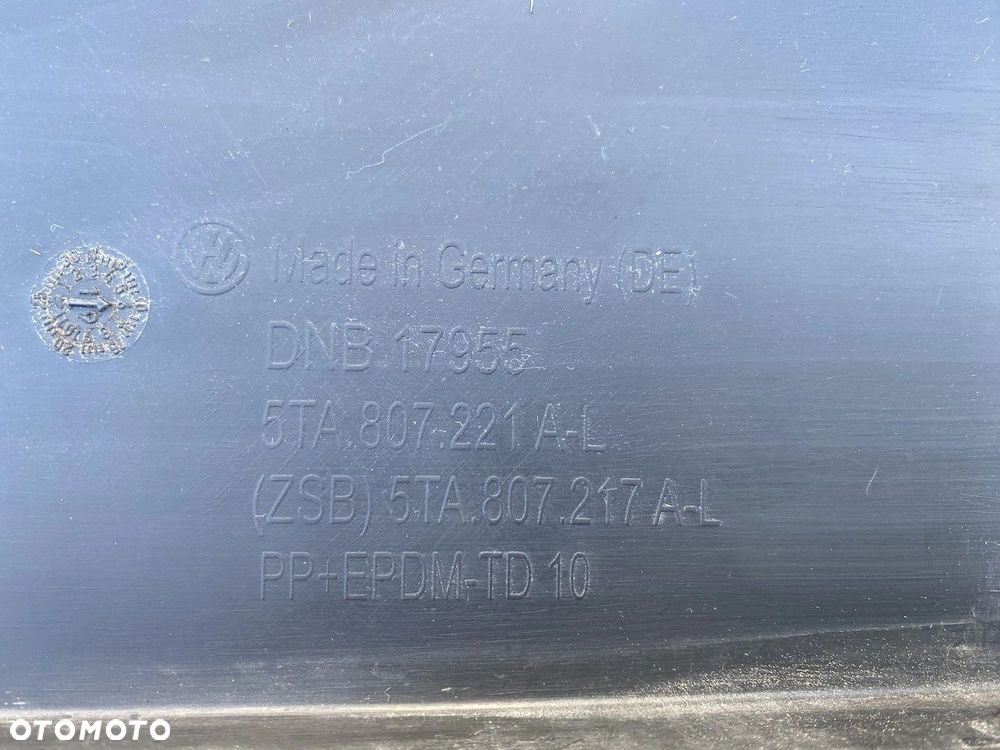 Made in Germany (DE)
DNB 17955
5TA.807.221 A-L
(ZSB) 5TA.807.217 A-L
PP+EPDM-TD 10
OTOMOTO